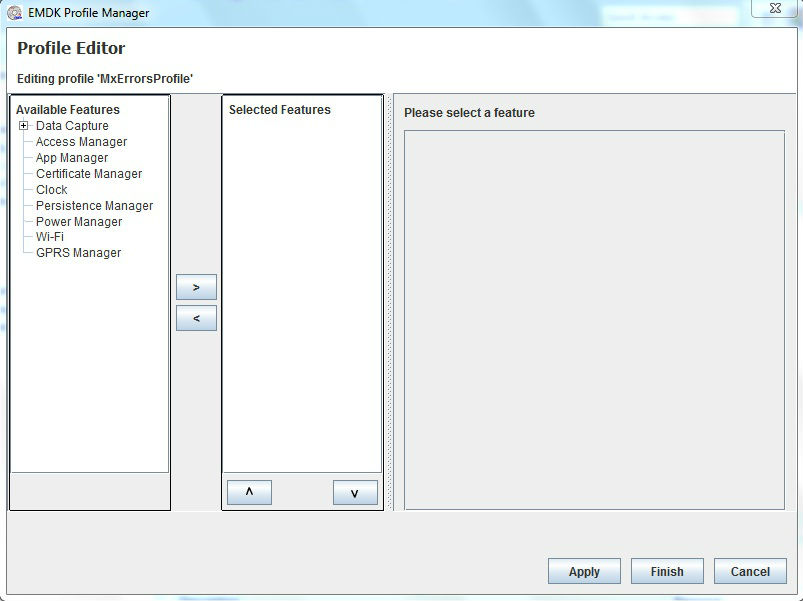 EMDK Profile Manager
Profile Editor
Editing profile 'MxErrorsProfile'
Available Features
Data Capture
Access Manager
App Manager
Certificate Manager
Clock
Persistence Manager
Power Manager
Wi-Fi
GPRS Manager
>
<
Selected Features
^
v
Please select a feature
Apply
Finish
Cancel